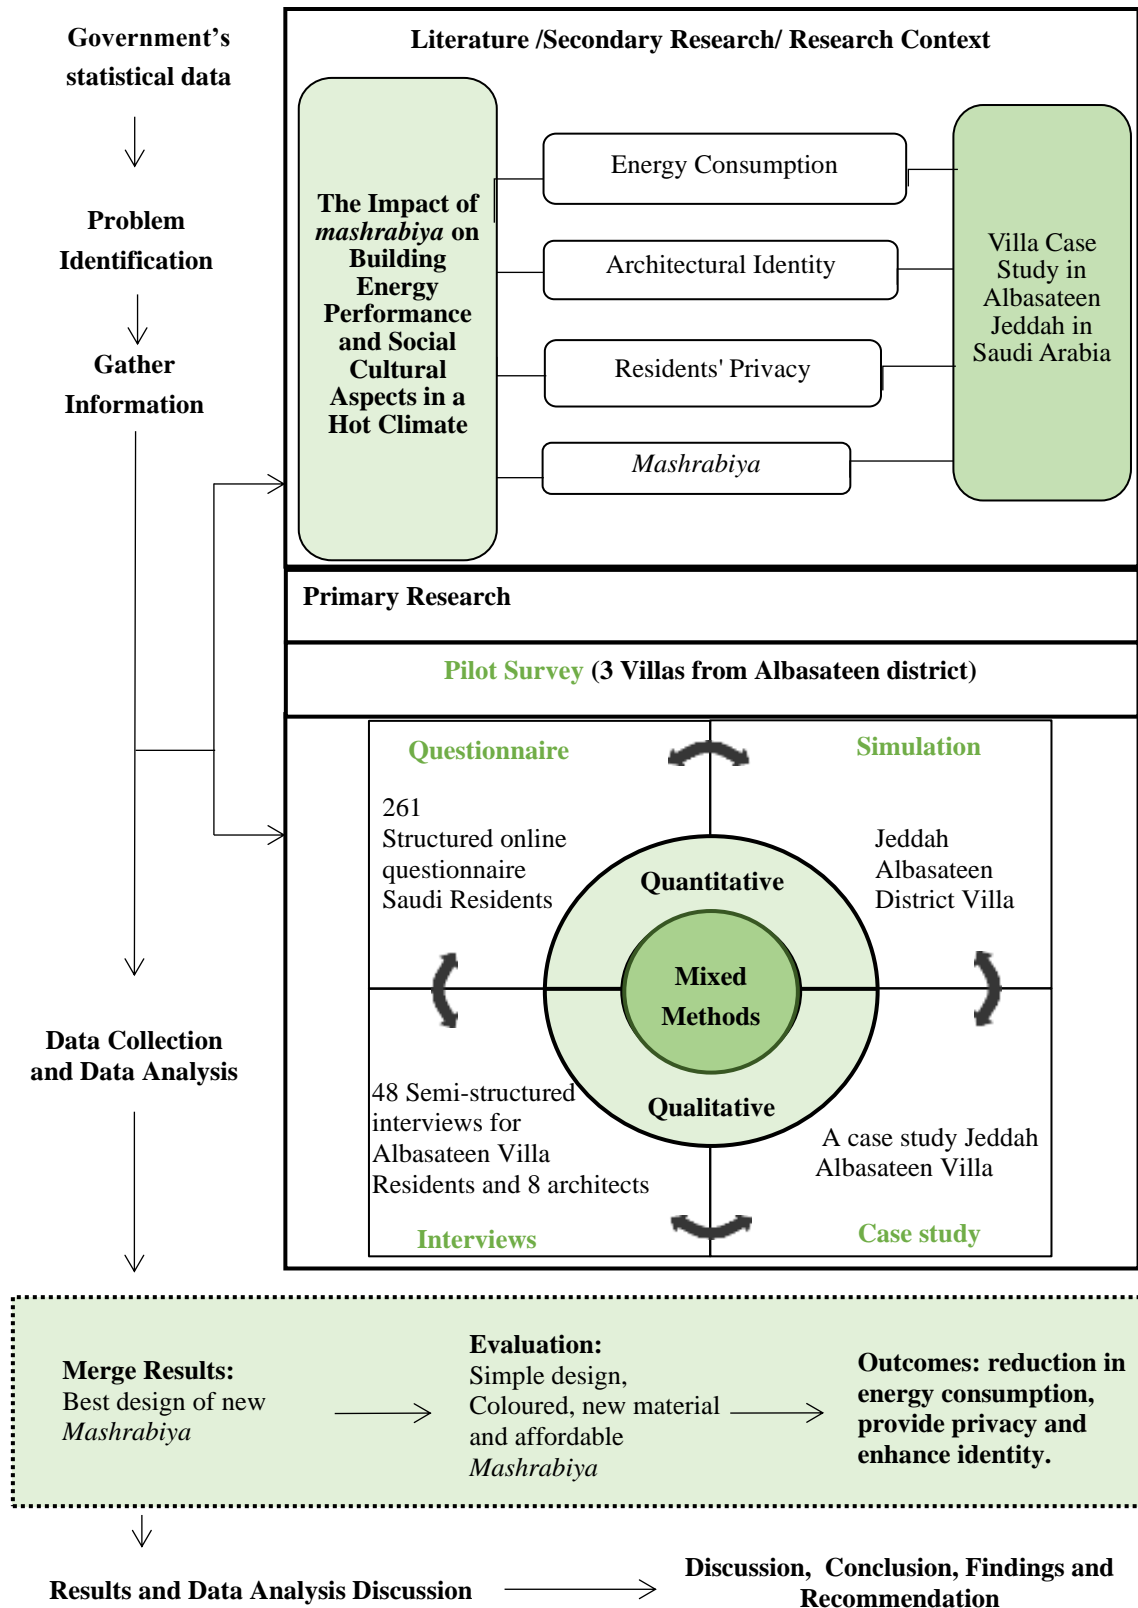 Government's
statistical data
Problem
Identification
Gather
Information
Data Collection
and Data Analysis
Literature /Secondary Research/ Research Context
The Impact of
mashrabiya on
Building
Energy
Performance
and Social
Cultural
Aspects in a
Hot Climate
Energy Consumption
Architectural Identity
Residents' Privacy
Mashrabiya
Villa Case
Study in
Albasateen
Jeddah in
Saudi Arabia
Primary Research
Pilot Survey (3 Villas from Albasateen district)
Questionnaire
261
Structured online
questionnaire
Saudi Residents
Simulation
Jeddah
Albasateen
District Villa
Quantitative
Mixed
Methods
Qualitative
48 Semi-structured
interviews for
Albasateen Villa
Residents and 8 architects
Interviews
A case study Jeddah
Albasateen Villa
Case study
Merge Results:
Best design of new
Mashrabiya
Evaluation:
Simple design,
Coloured, new material
and affordable
Mashrabiya
Outcomes: reduction in
energy consumption,
provide privacy and
enhance identity.
Results and Data Analysis Discussion
Discussion, Conclusion, Findings and
Recommendation